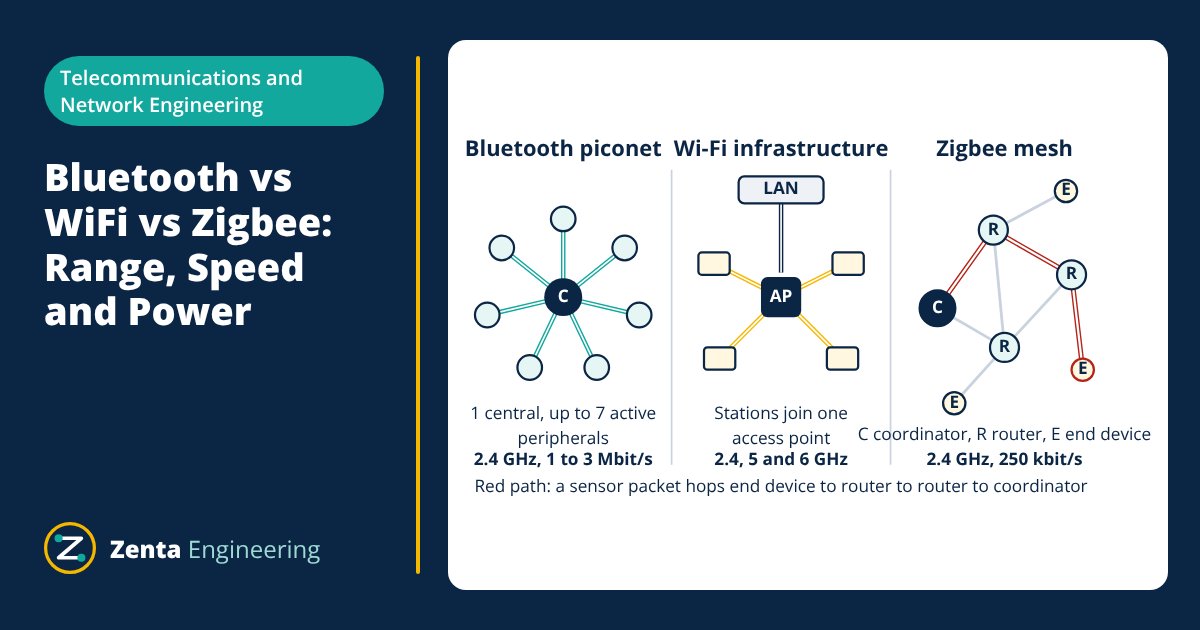 Telecommunications and
Network Engineering
Bluetooth vs
WiFi vs Zigbee:
Range, Speed
and Power
Zenta Engineering
Bluetooth piconet
C
1 central, up to 7 active
peripherals
2.4 GHz, 1 to 3 Mbit/s
Wi-Fi infrastructure
LAN
AP
Stations join one
access point
2.4, 5 and 6 GHz
Zigbee mesh
E
R
R
C
R
E
E
C coordinator, R router, E end device
2.4 GHz, 250 kbit/s
Red path: a sensor packet hops end device to router to router to coordinator